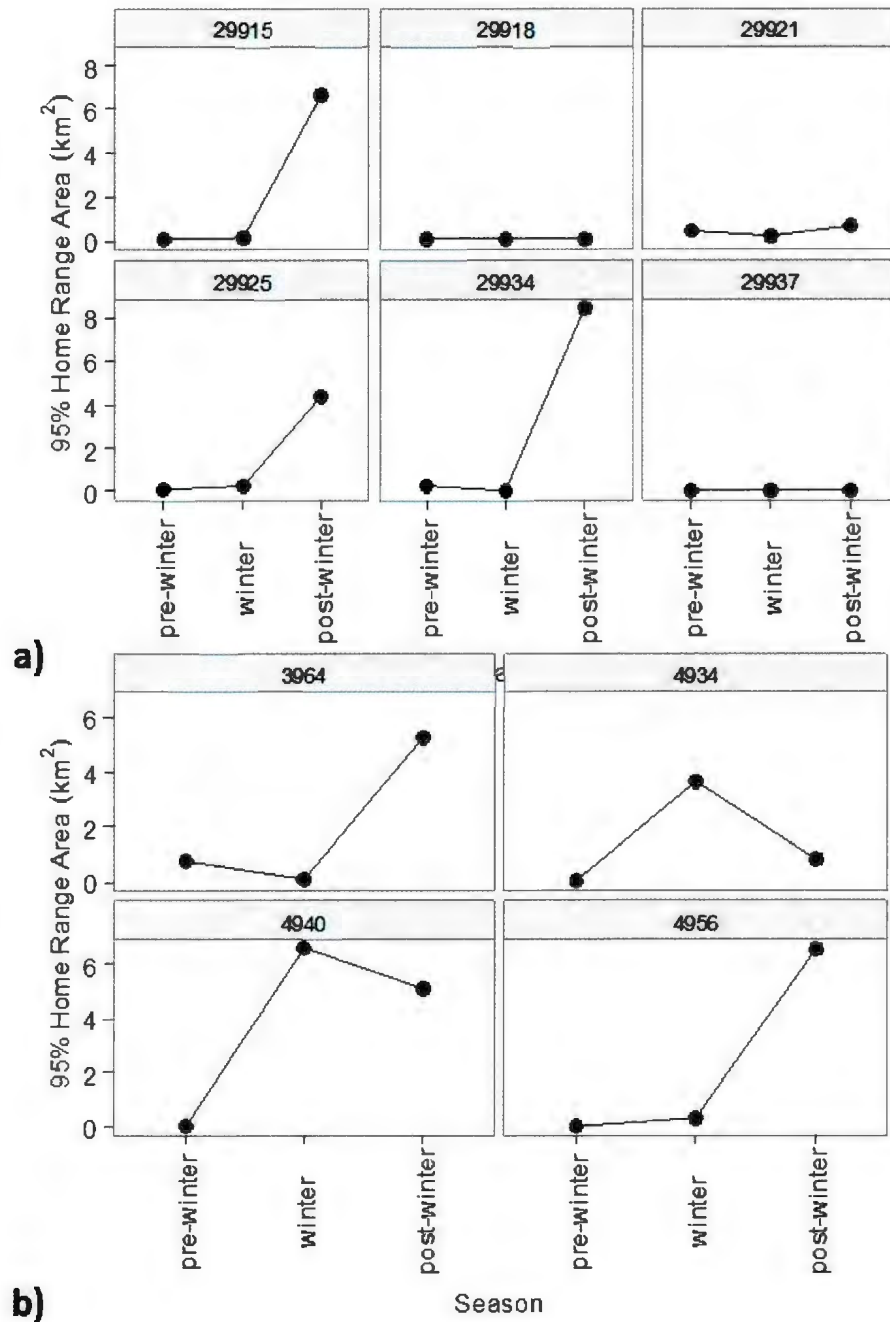 29915 29918 29921
8
6
4
2
0
95% Home Range Area (km²)
29925 29934 29937
8
6
4
2
0
pre-winter winter post-winter pre-winter winter post-winter pre-winter winter post-winter
a)
3964 4934
6
4
2
0
95% Home Range Area (km²)
4940 4956
6
4
2
0
pre-winter winter post-winter pre-winter winter post-winter
b)
Season